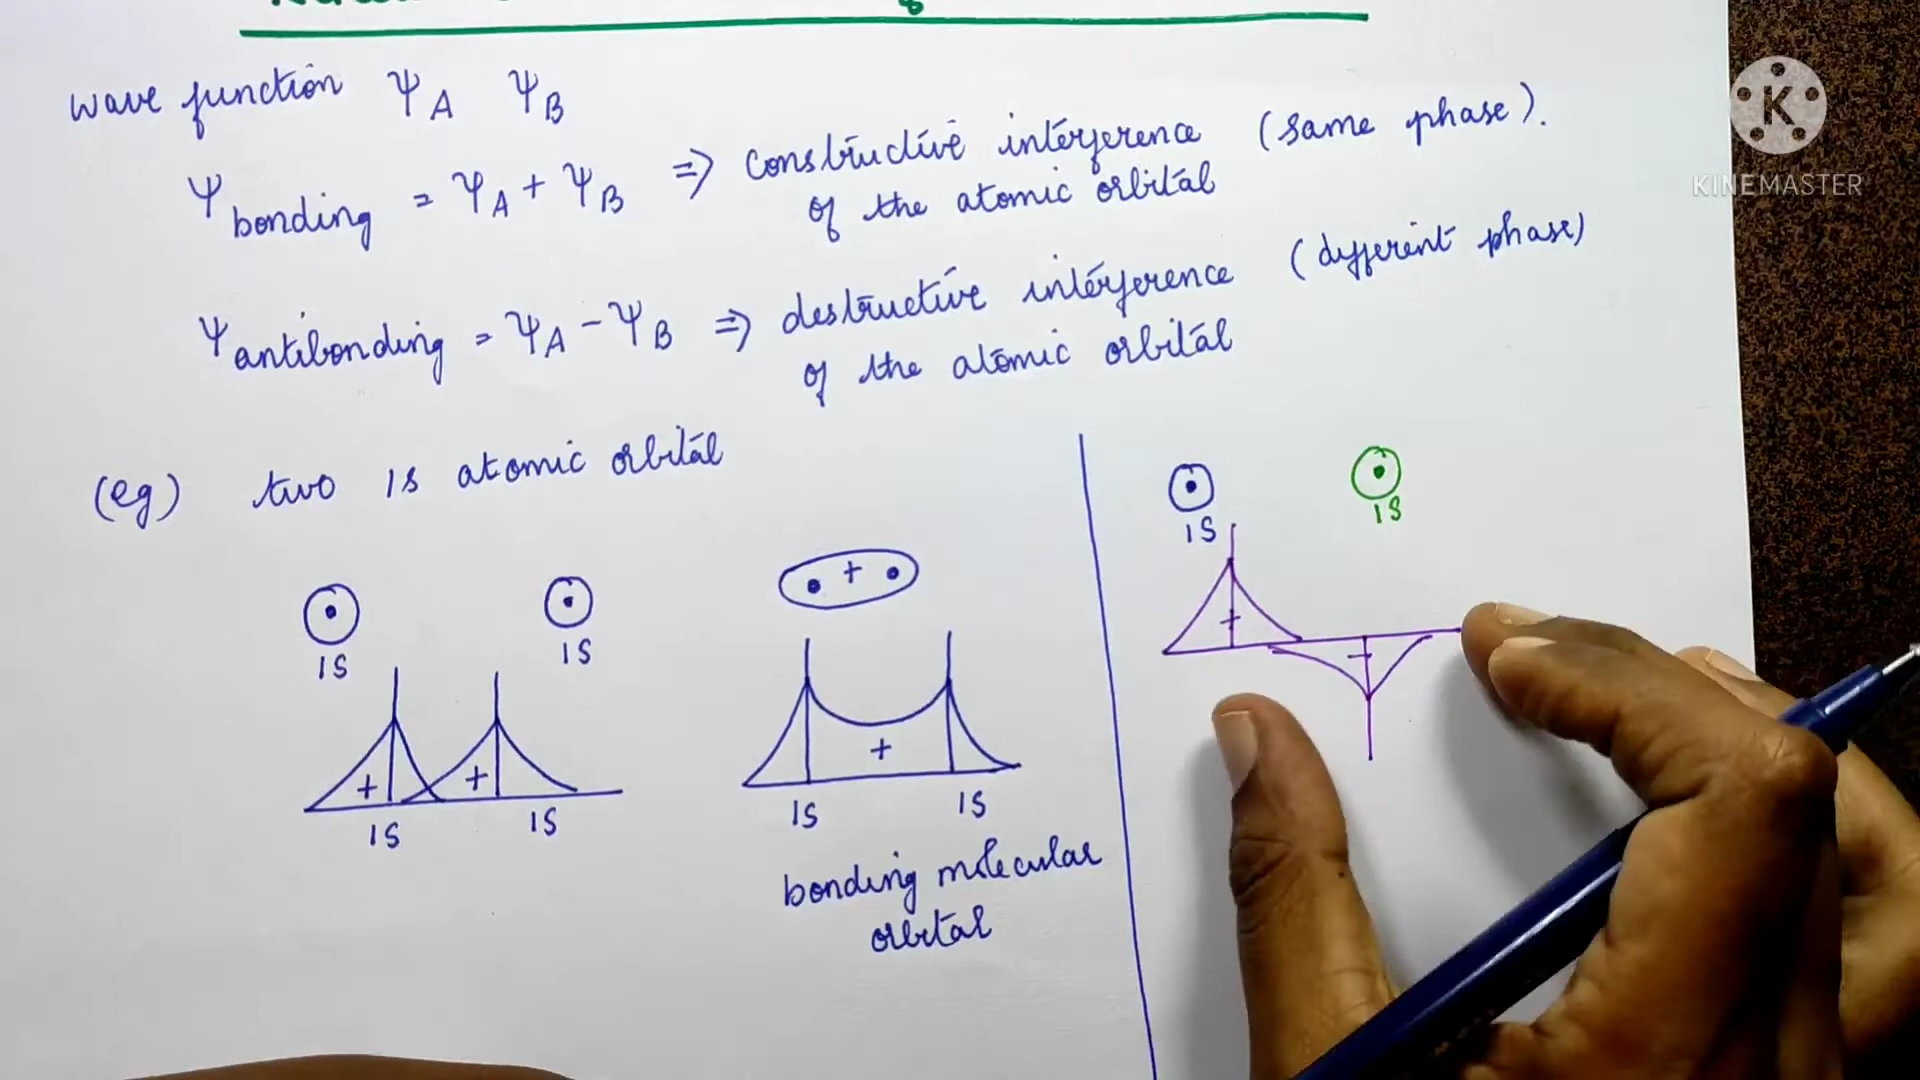 wave function ψA ψB
ψbonding = ψA + ψB ⇒ constructive interference (same phase).
of the atomic orbital
ψantibonding = ψA - ψB ⇒ destructive interference (different phase)
of the atomic orbital
(eg) two 1s atomic orbital
1s 1s
+ +
1s 1s
+
+
1s 1s
bonding molecular
orbital
1s 1s
+
-
K
KINEMASTER